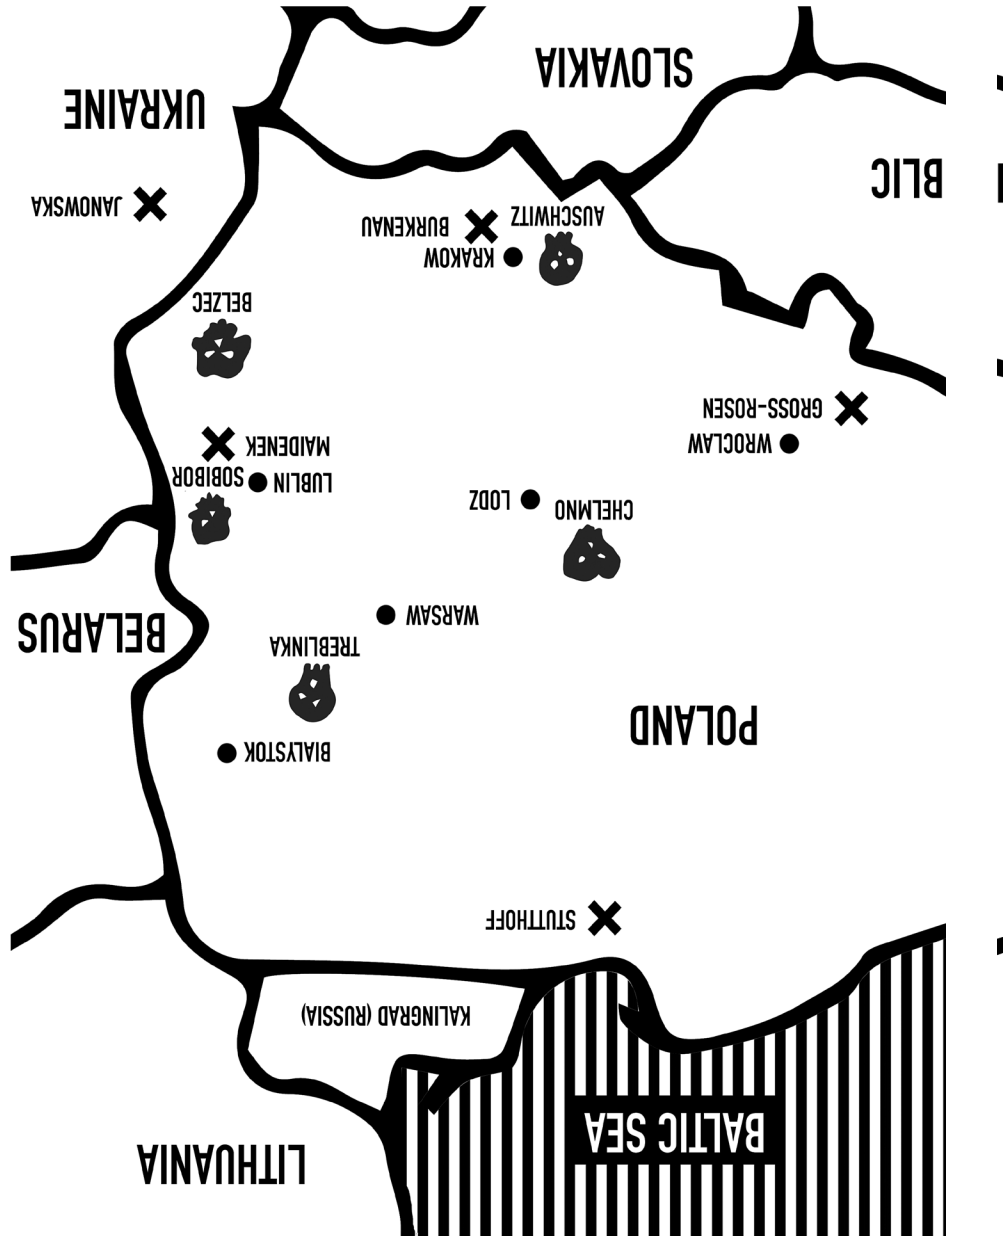 BALTIC SEA
LITHUANIA
KALINGRAD (RUSSIA)
STUTTHOFF
POLAND
BIALYSTOK
TREBLINKA
BELARUS
WARSAW
CHELMNO
LODZ
LUBLIN
SOBIBOR
MAIDENEK
WROCLAW
GROSS-ROSEN
BELZEC
KRAKOW
AUSCHWITZ
BURKENAU
JANOWSKA
BLIC
UKRAINE
SLOVAKIA